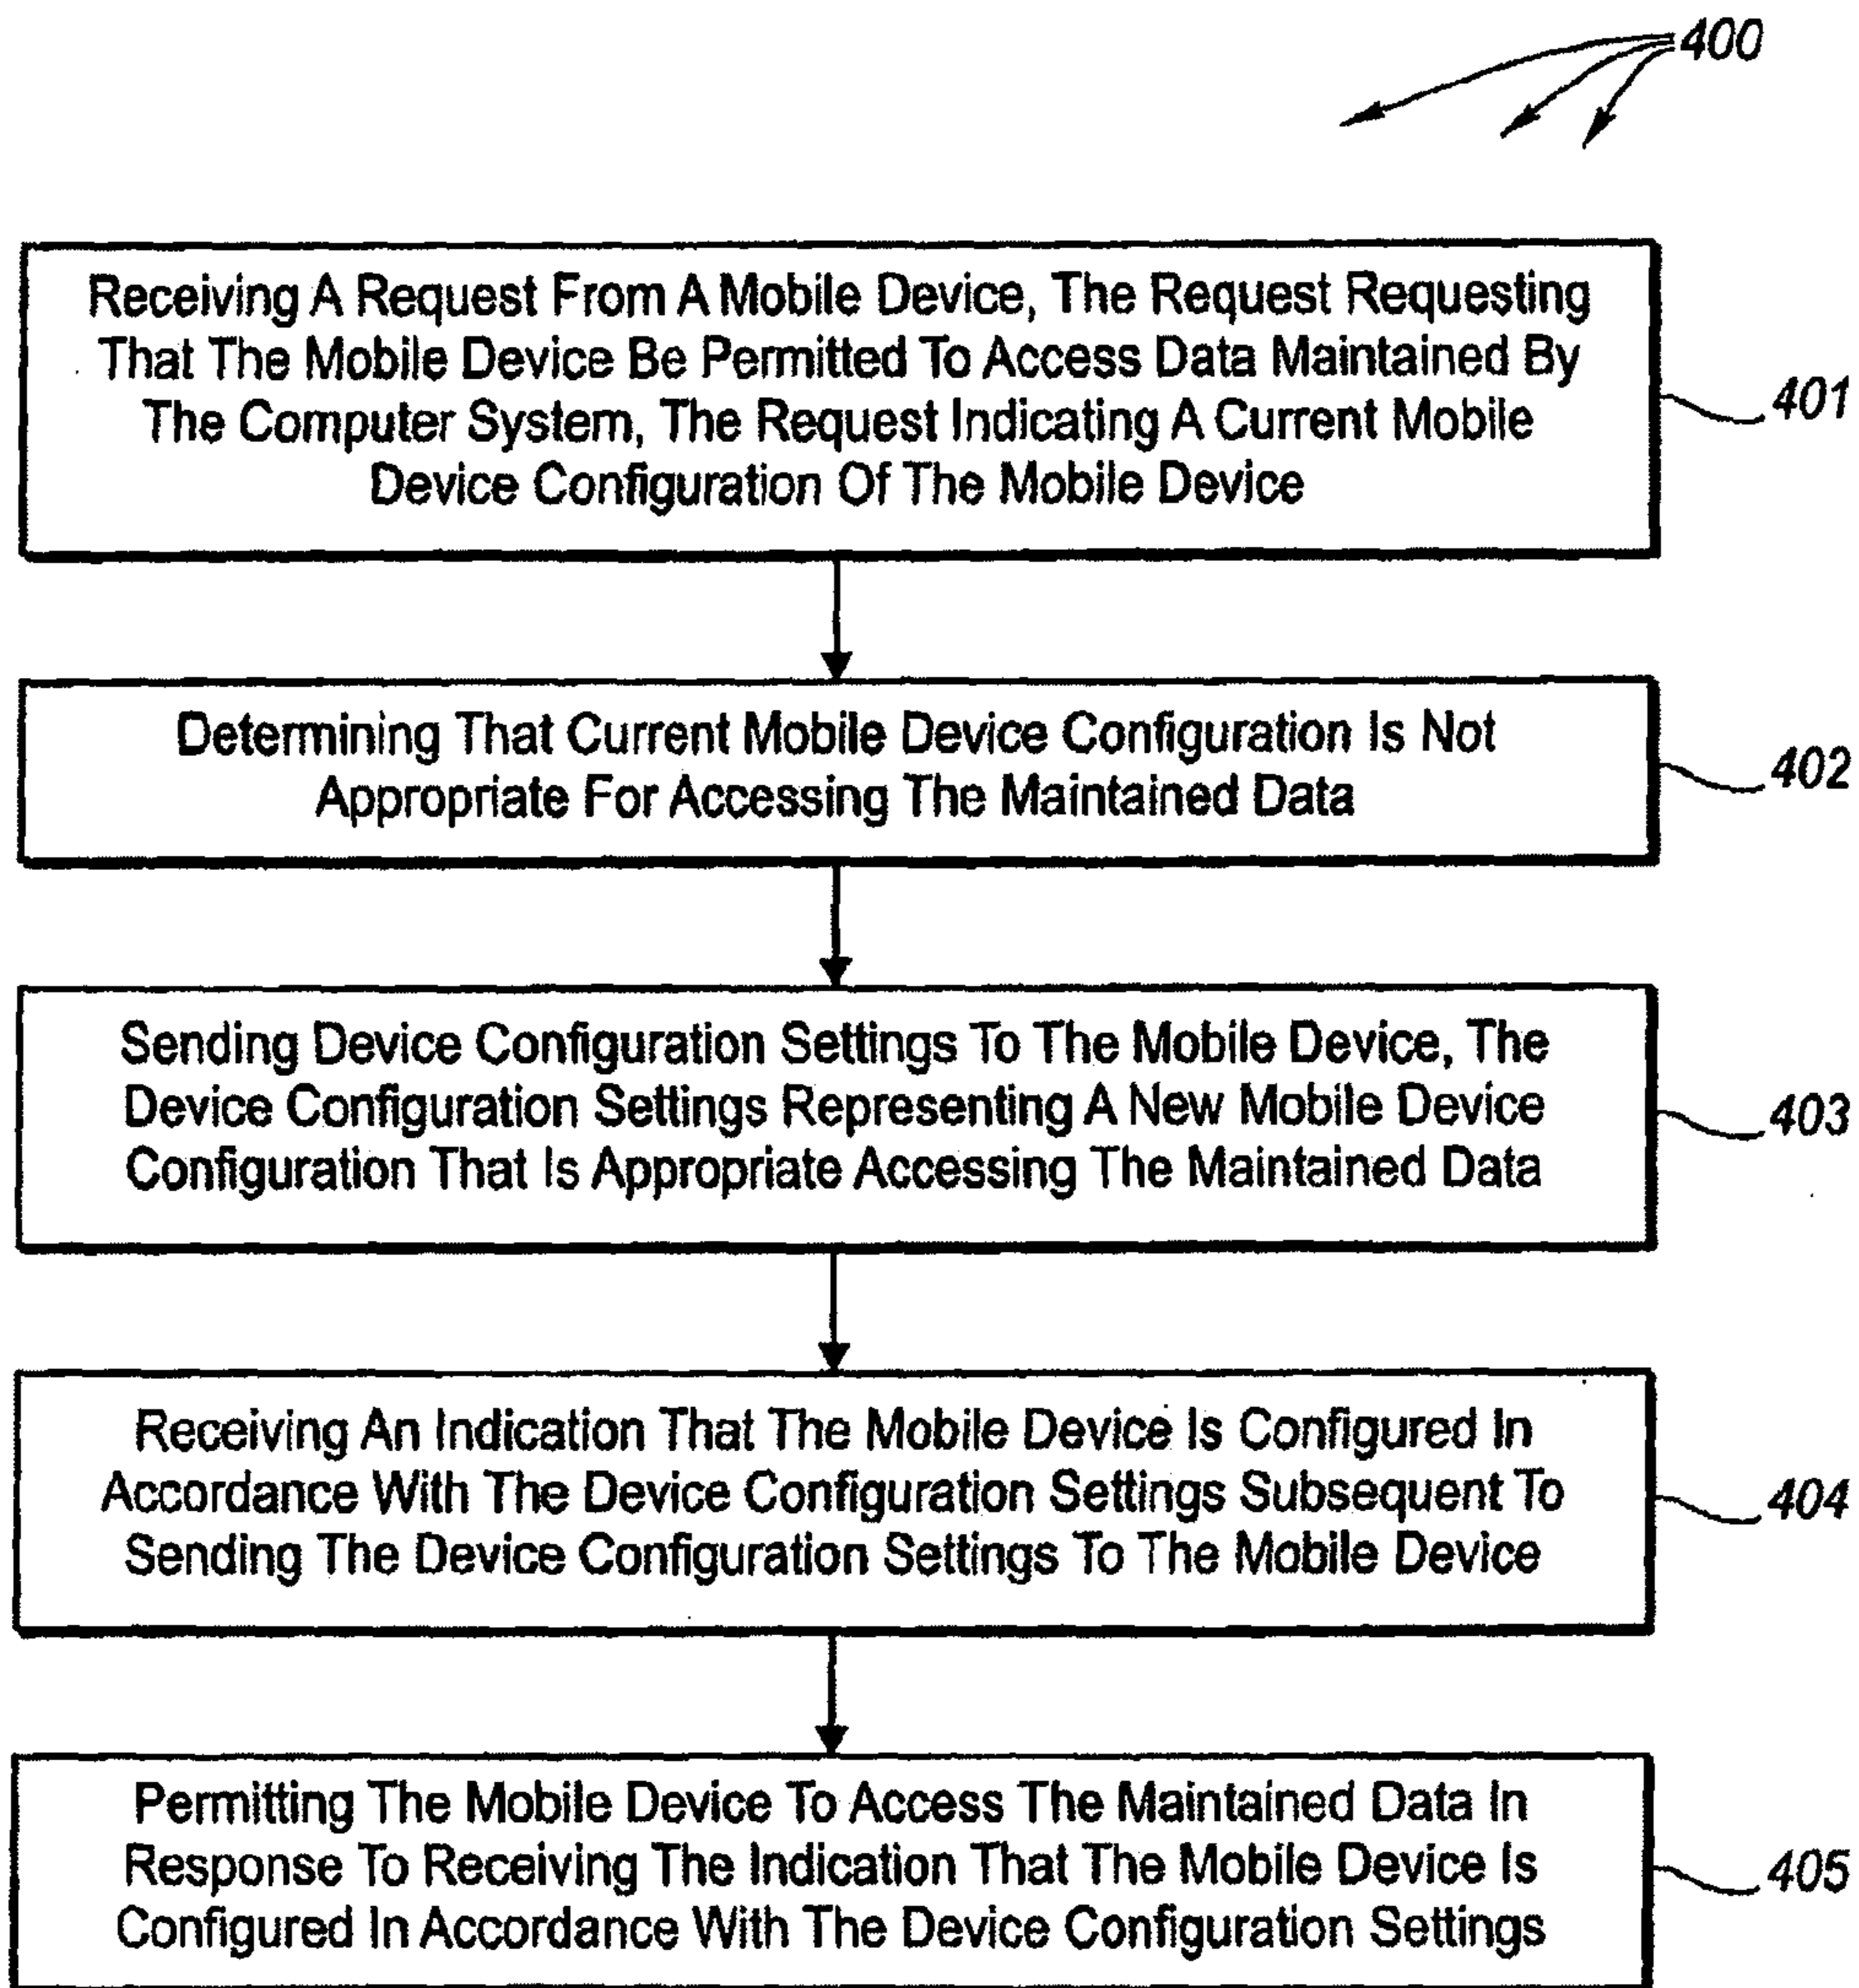 400
Receiving A Request From A Mobile Device, The Request Requesting
That The Mobile Device Be Permitted To Access Data Maintained By
The Computer System, The Request Indicating A Current Mobile
Device Configuration Of The Mobile Device
401
Determining That Current Mobile Device Configuration Is Not
Appropriate For Accessing The Maintained Data
402
Sending Device Configuration Settings To The Mobile Device, The
Device Configuration Settings Representing A New Mobile Device
Configuration That Is Appropriate Accessing The Maintained Data
403
Receiving An Indication That The Mobile Device Is Configured In
Accordance With The Device Configuration Settings Subsequent To
Sending The Device Configuration Settings To The Mobile Device
404
Permitting The Mobile Device To Access The Maintained Data In
Response To Receiving The Indication That The Mobile Device Is
Configured In Accordance With The Device Configuration Settings
405